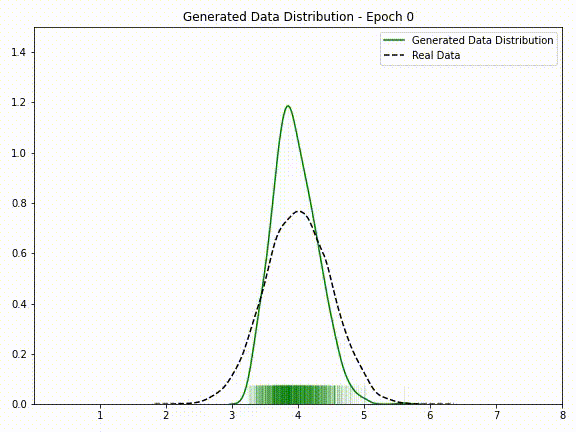 Generated Data Distribution - Epoch 0
Generated Data Distribution
Real Data
1.4
1.2
1.0
0.8
0.6
0.4
0.2
0.0
1 2 3 4 5 6 7 8